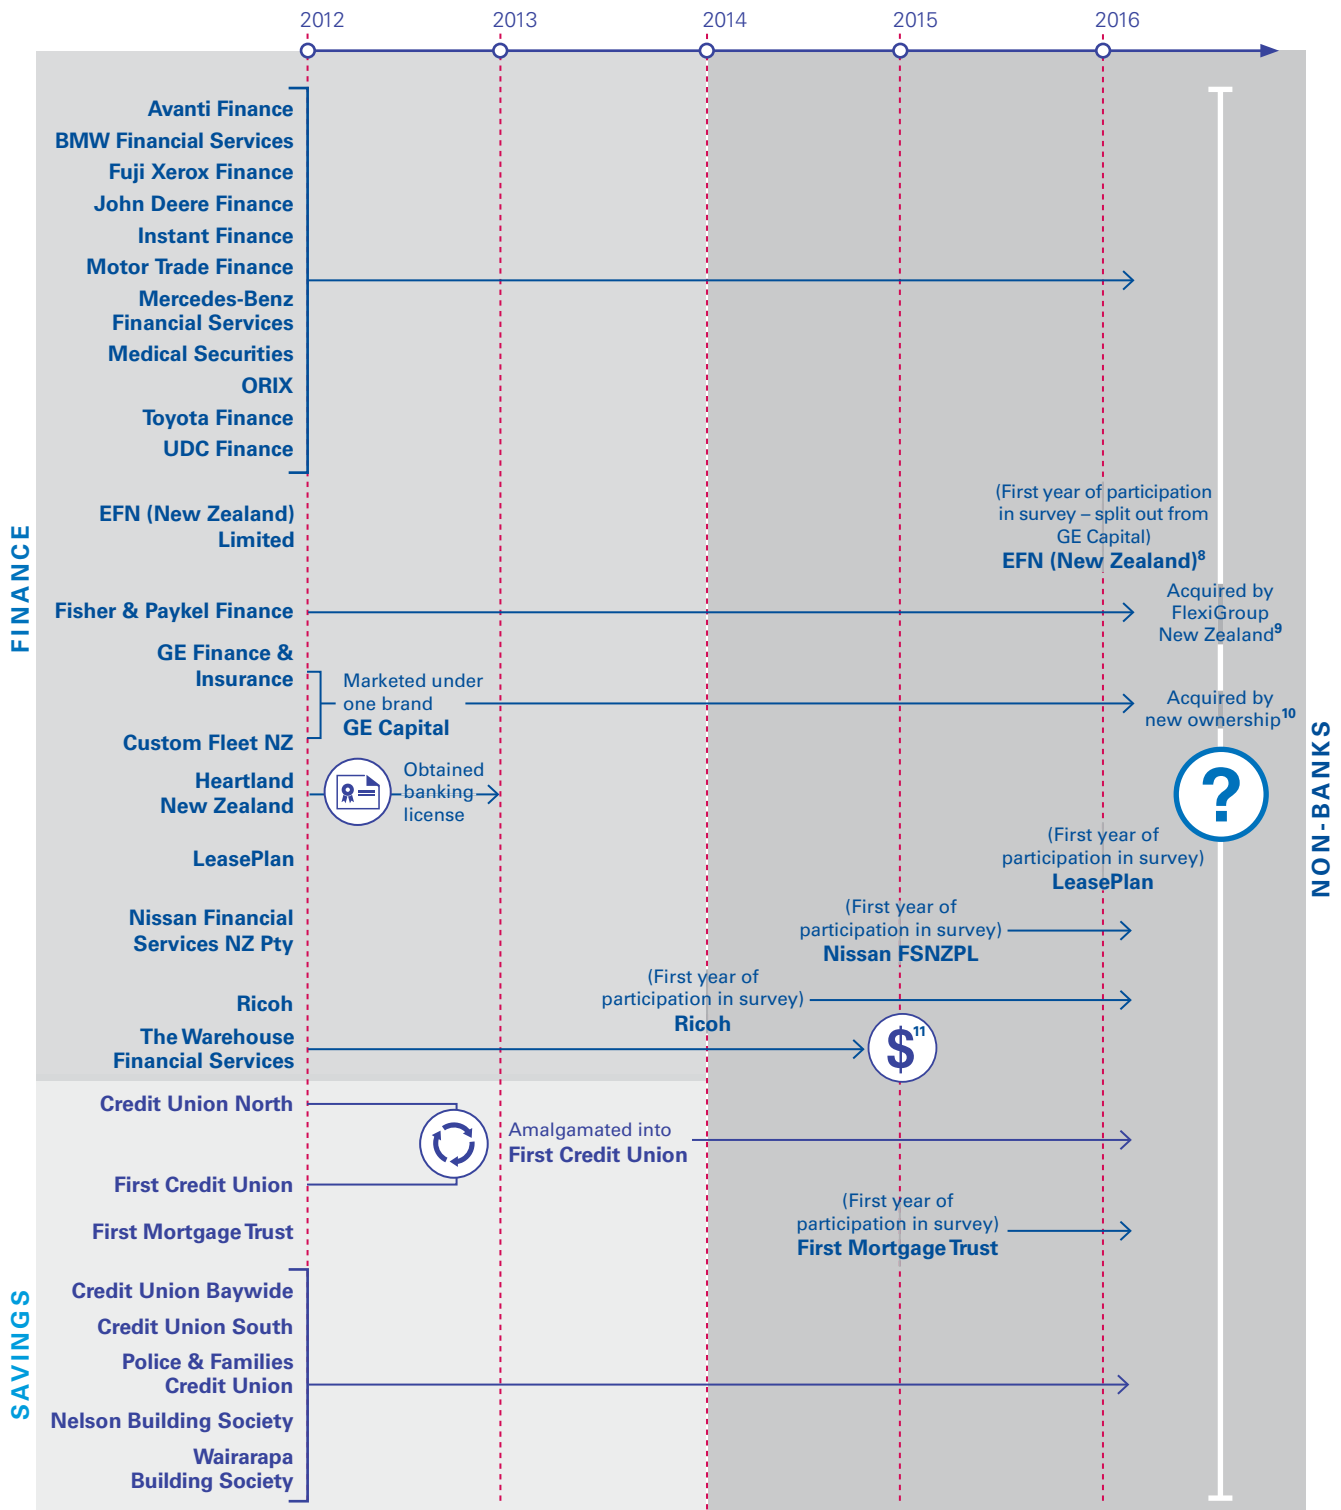 2012 2013 2014 2015 2016
FINANCE
Avanti Finance
BMW Financial Services
Fuji Xerox Finance
John Deere Finance
Instant Finance
Motor Trade Finance
Mercedes-Benz
Financial Services
Medical Securities
ORIX
Toyota Finance
UDC Finance
EFN (New Zealand)
Limited
(First year of participation
in survey – split out from
GE Capital)
EFN (New Zealand)8
Fisher & Paykel Finance
Acquired by
FlexiGroup
New Zealand9
GE Finance &
Insurance
Custom Fleet NZ
Marketed under
one brand
GE Capital
Acquired by
new ownership10
Heartland
New Zealand
Obtained
banking
license
?
NON-BANKS
LeasePlan
(First year of
participation in survey)
LeasePlan
Nissan Financial
Services NZ Pty
(First year of
participation in survey)
Nissan FSNZPL
Ricoh
(First year of
participation in survey)
Ricoh
The Warehouse
Financial Services
$11
SAVINGS
Credit Union North
First Credit Union
Amalgamated into
First Credit Union
First Mortgage Trust
(First year of
participation in survey)
First Mortgage Trust
Credit Union Baywide
Credit Union South
Police & Families
Credit Union
Nelson Building Society
Wairarapa
Building Society